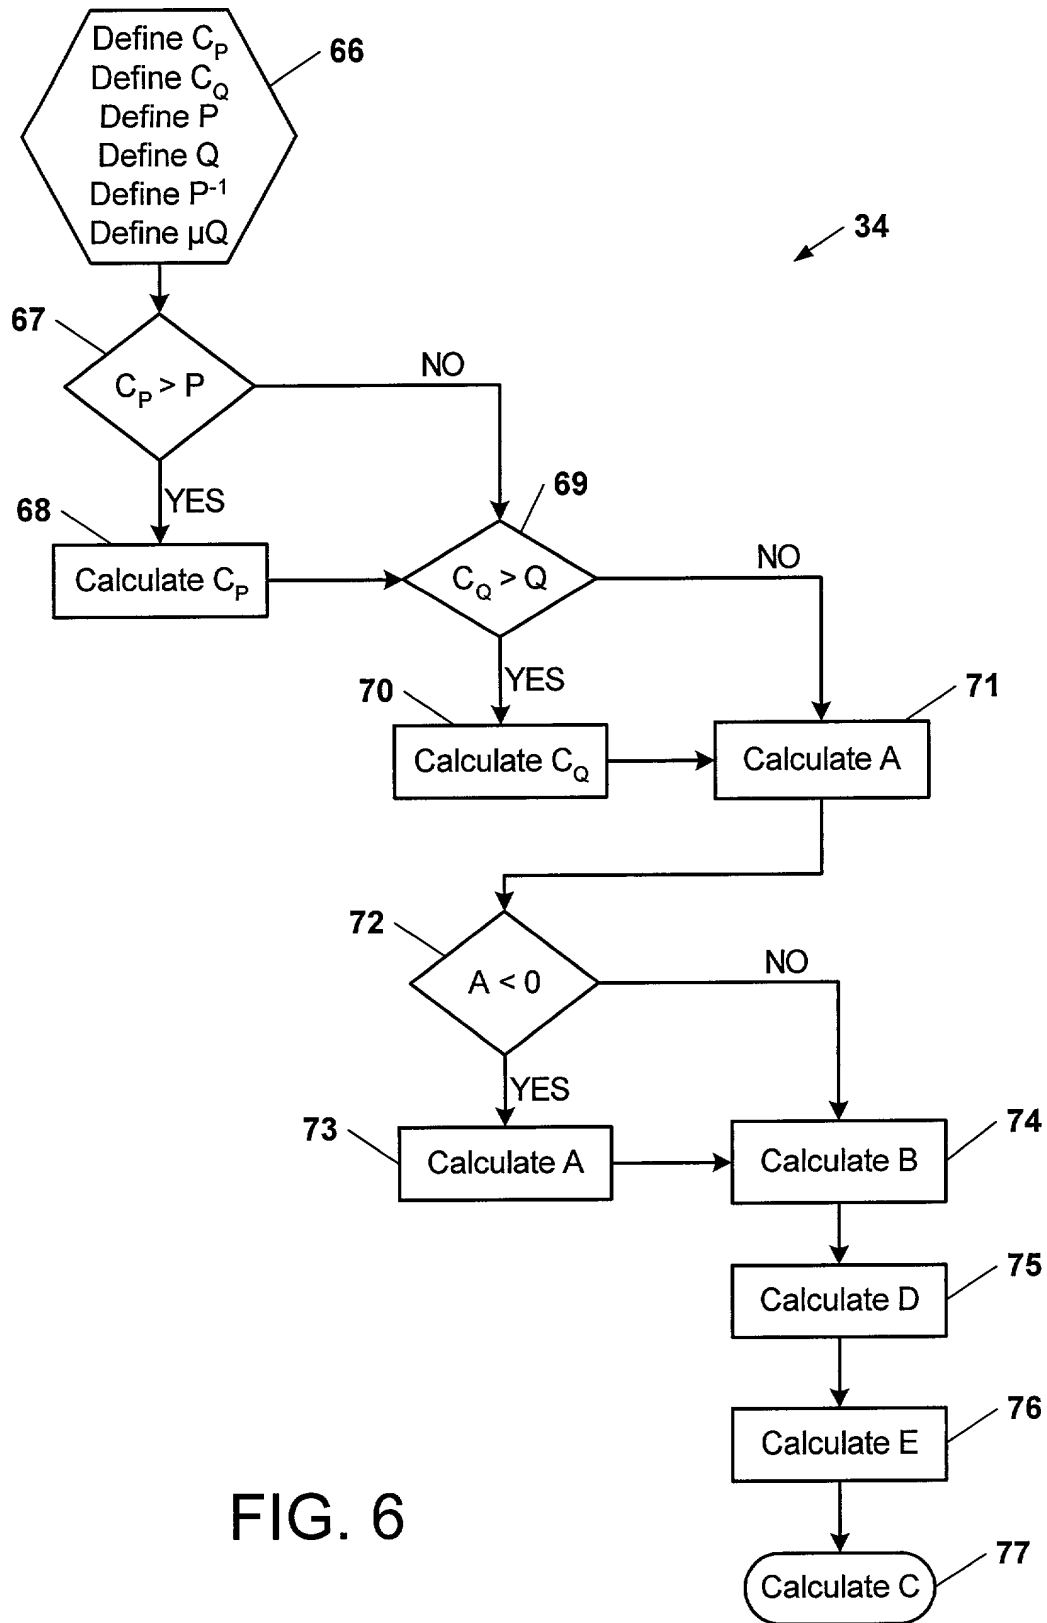 Define C_P
Define C_Q
Define P
Define Q
Define P⁻¹
Define µQ
66
34
67
C_P > P
NO
YES
68
Calculate C_P
69
C_Q > Q
NO
YES
70
Calculate C_Q
71
Calculate A
72
A < 0
NO
YES
73
Calculate A
74
Calculate B
75
Calculate D
76
Calculate E
77
Calculate C
FIG. 6